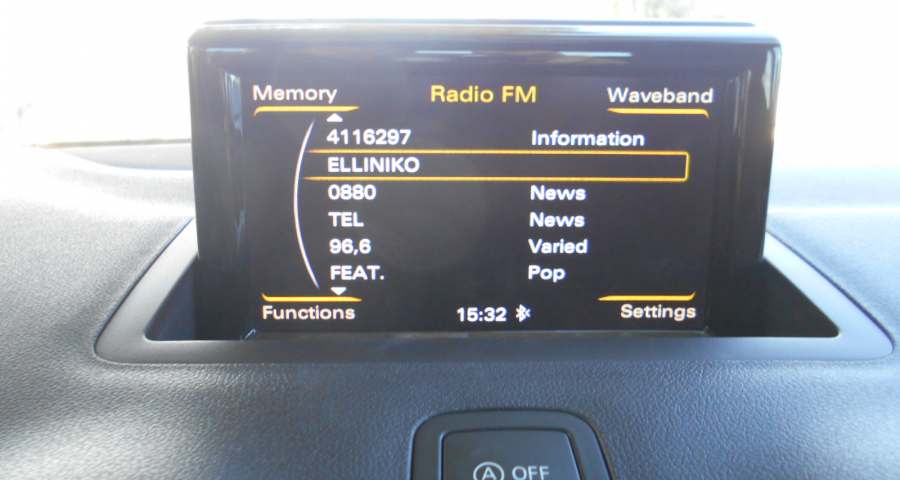 Memory Radio FM Waveband
4116297 Information
ELLINIKO
0880 News
TEL News
96,6 Varied
FEAT. Pop
Functions 15:32 Settings
A OFF